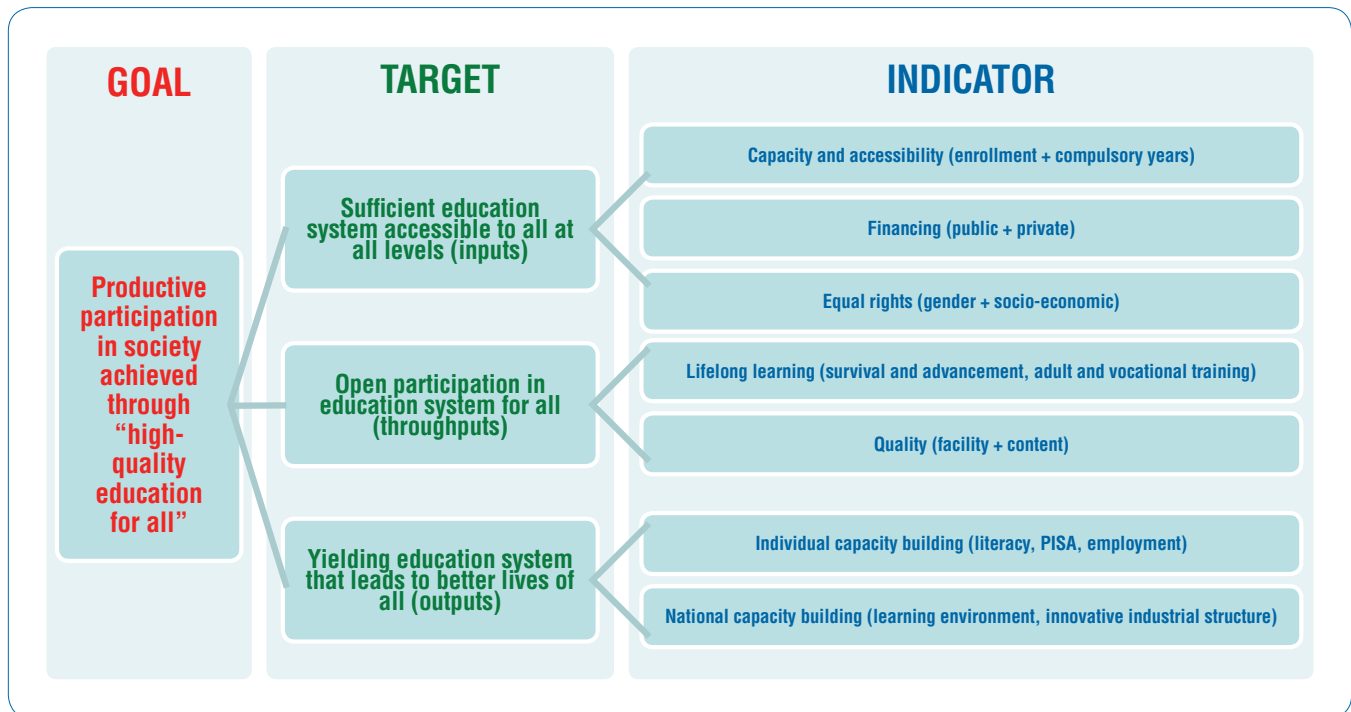 GOAL
TARGET
INDICATOR
Productive
participation
in society
achieved
through
“high-
quality
education
for all”
Sufficient education
system accessible to all at
all levels (inputs)
Capacity and accessibility (enrollment + compulsory years)
Financing (public + private)
Equal rights (gender + socio-economic)
Open participation in
education system for all
(throughputs)
Lifelong learning (survival and advancement, adult and vocational training)
Quality (facility + content)
Yielding education system
that leads to better lives of
all (outputs)
Individual capacity building (literacy, PISA, employment)
National capacity building (learning environment, innovative industrial structure)